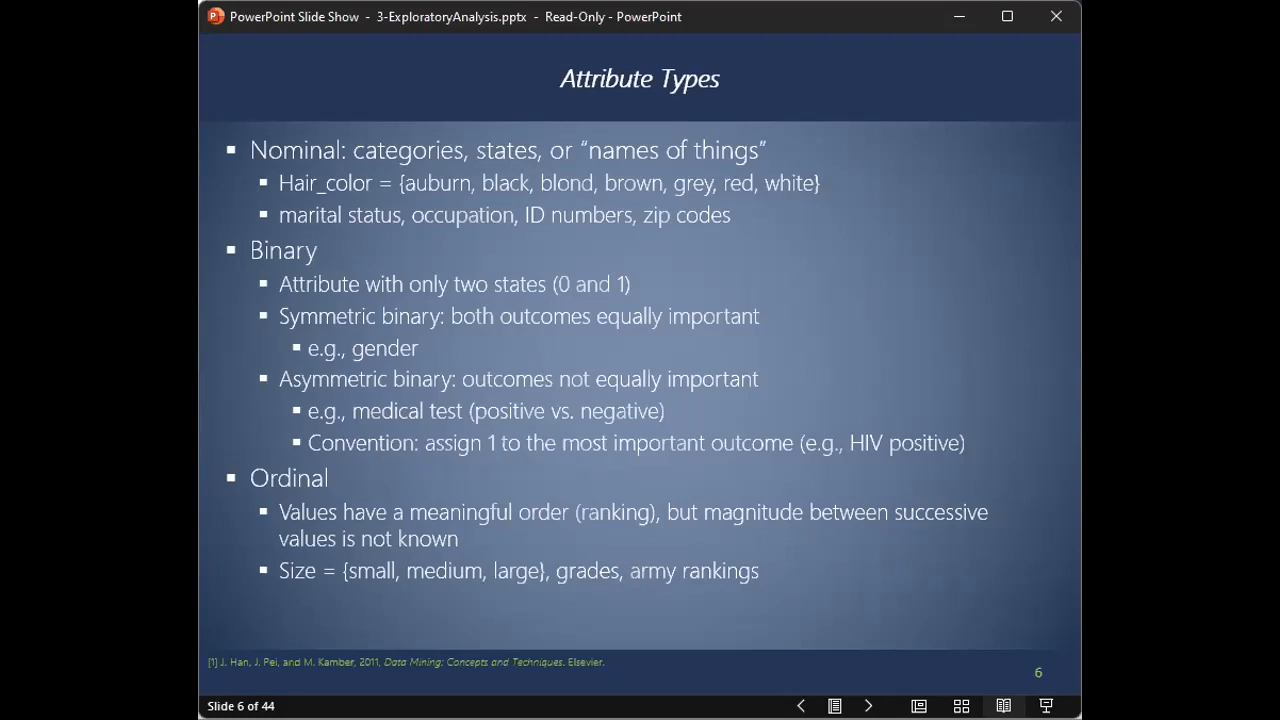 PowerPoint Slide Show - 3-ExploratoryAnalysis.pptx - Read-Only - PowerPoint
Attribute Types
Nominal: categories, states, or “names of things”
Hair_color = {auburn, black, blond, brown, grey, red, white}
marital status, occupation, ID numbers, zip codes
Binary
Attribute with only two states (0 and 1)
Symmetric binary: both outcomes equally important
e.g., gender
Asymmetric binary: outcomes not equally important
e.g., medical test (positive vs. negative)
Convention: assign 1 to the most important outcome (e.g., HIV positive)
Ordinal
Values have a meaningful order (ranking), but magnitude between successive
values is not known
Size = {small, medium, large}, grades, army rankings
[1] J. Han, J. Pei, and M. Kamber, 2011, Data Mining: Concepts and Techniques. Elsevier.
6
Slide 6 of 44